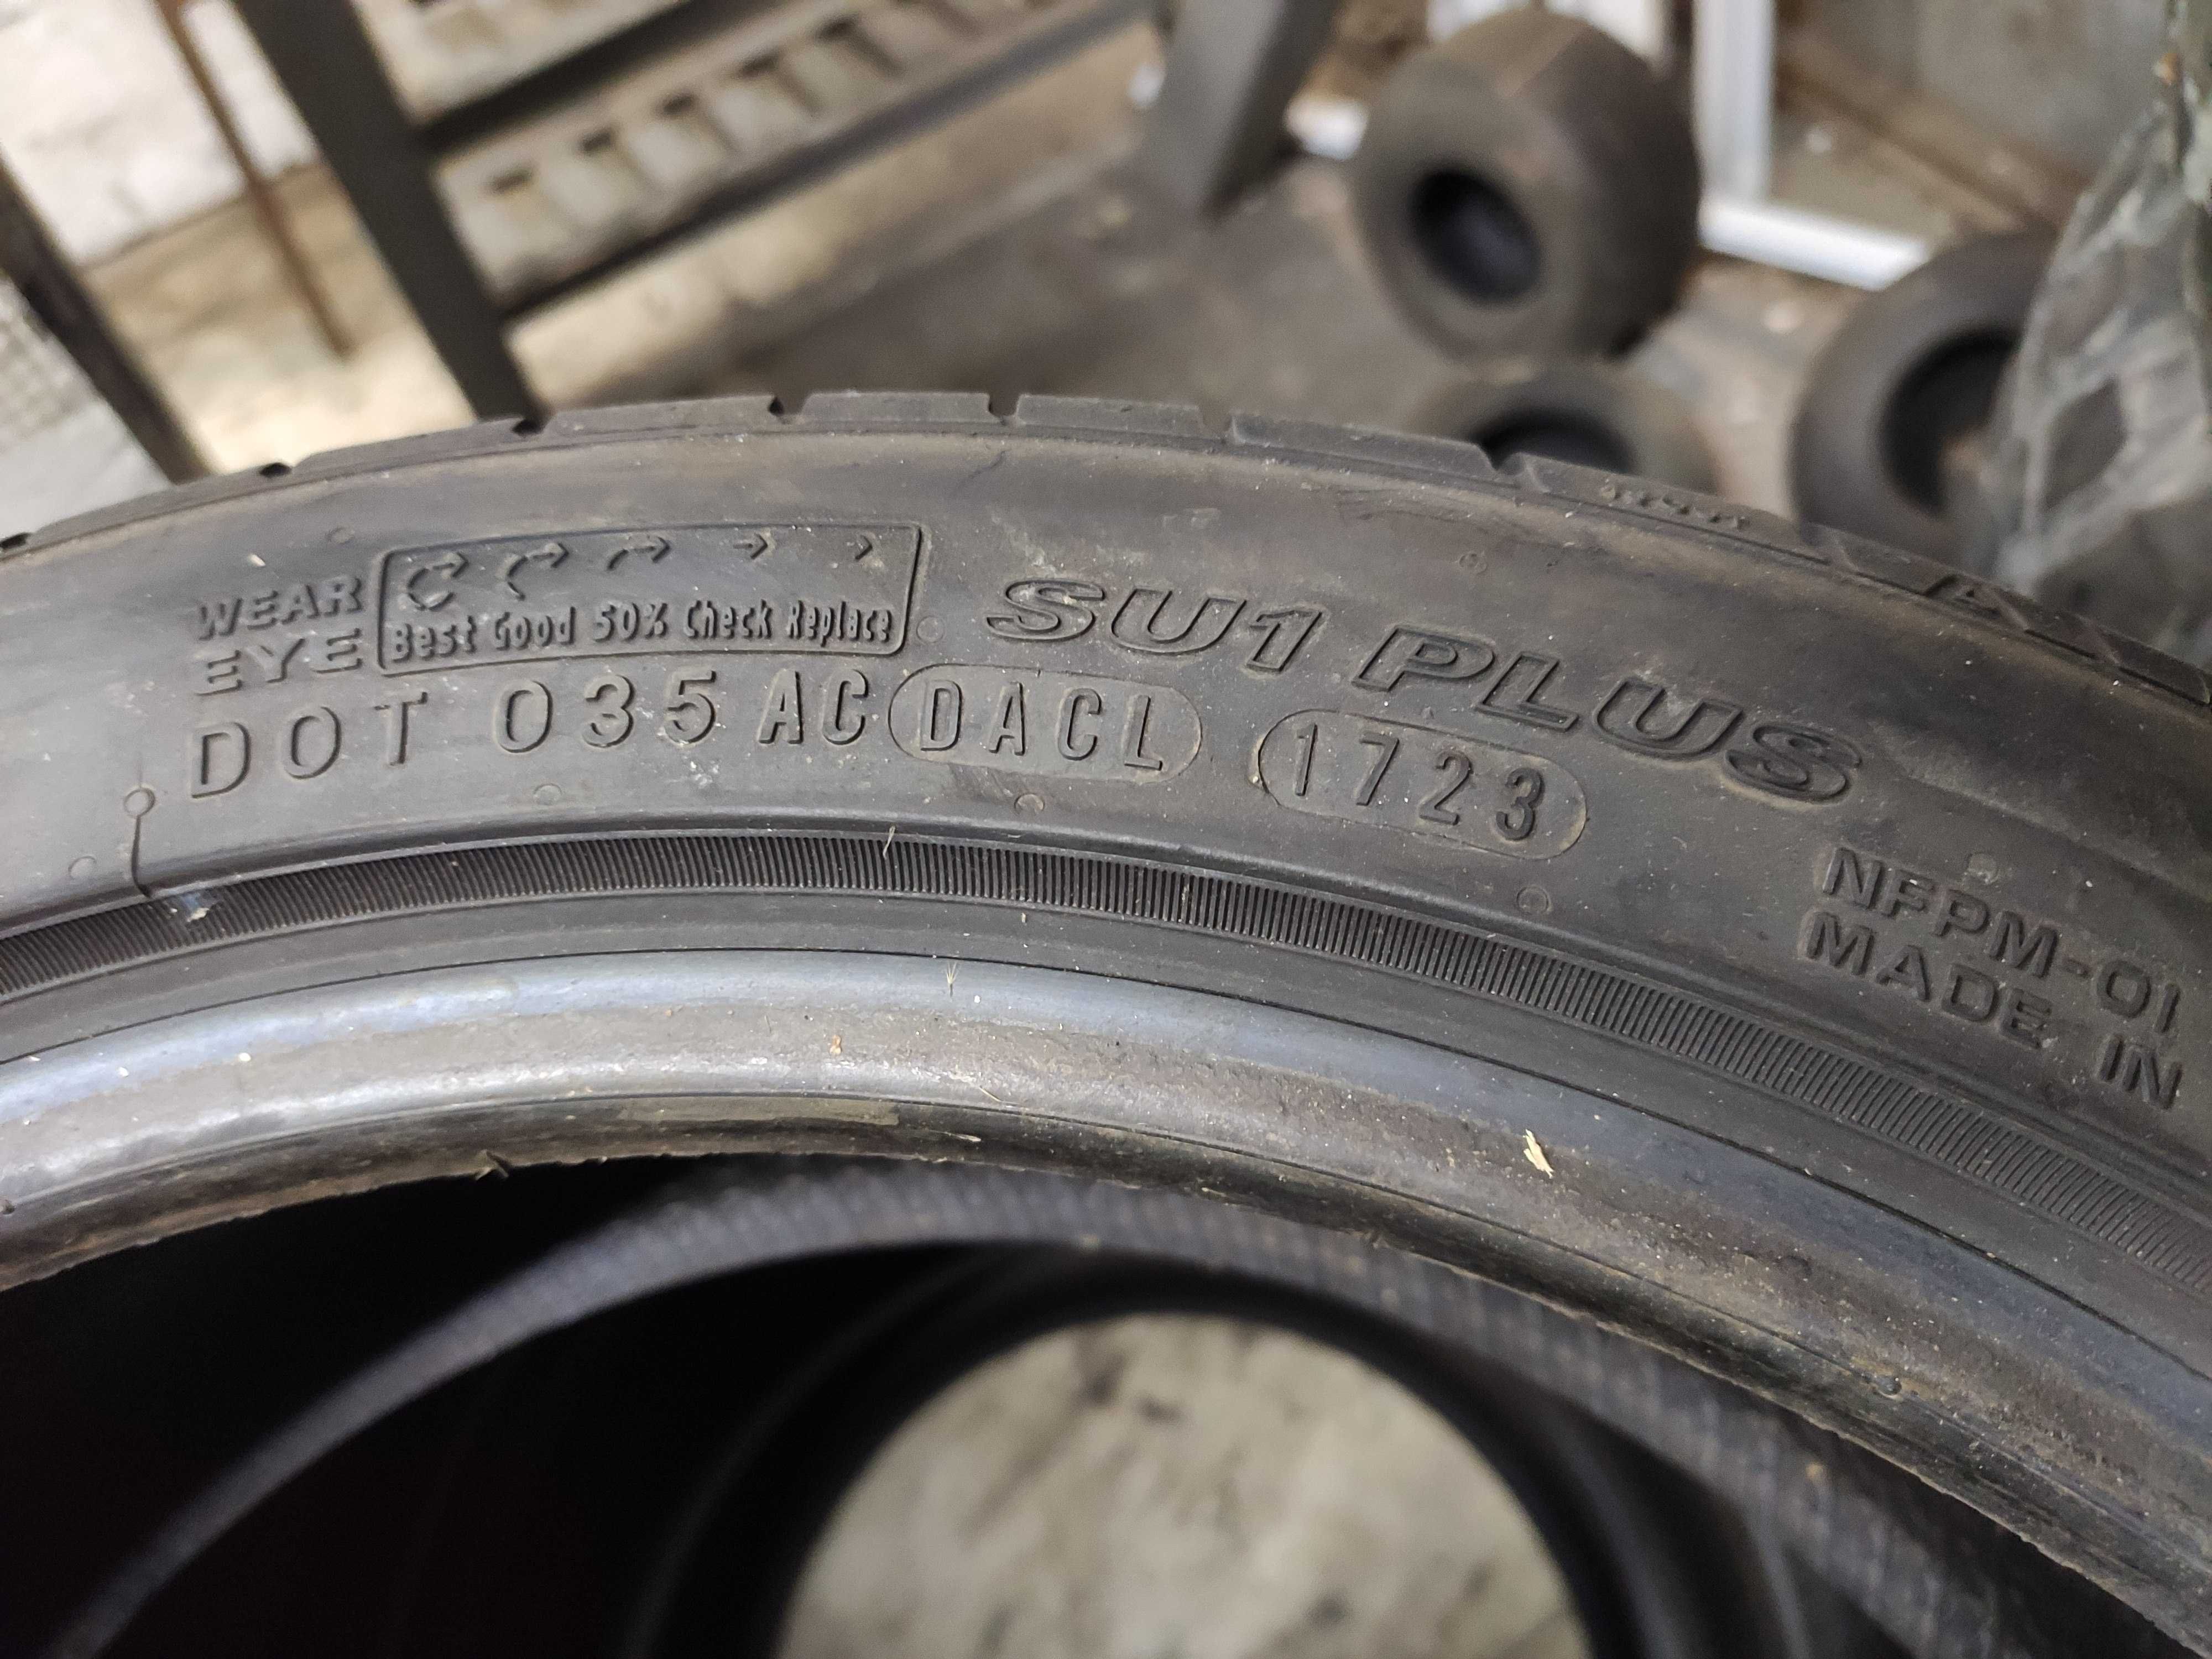 WEAR
EYE
Best Good 50% Check Replace
SU1 PLUS
DOT 035 AC DACL 1723
NFPM-01
MADE IN